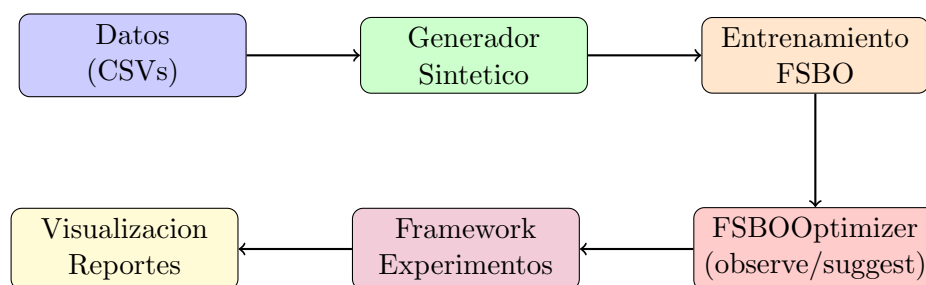 Datos
(CSVs)
Generador
Sintetico
Entrenamiento
FSBO
Visualizacion
Reportes
Framework
Experimentos
FSBOOptimizer
(observe/suggest)